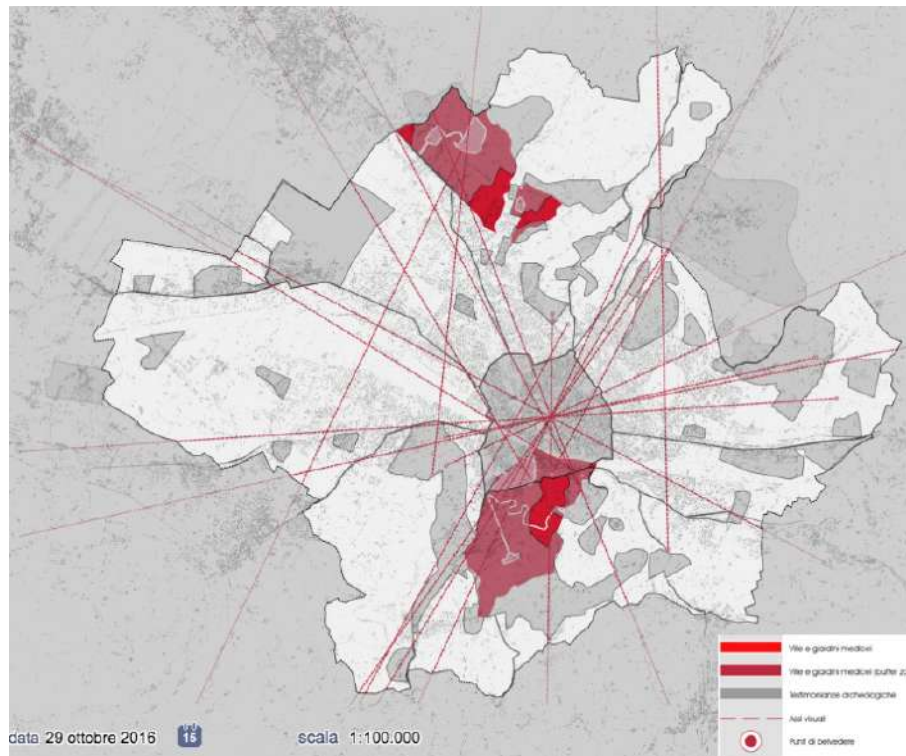 Ville e giardini medicei
Ville e giardini medicei (buffer z
Testimonianze archeologiche
Assi visuali
Punti di belvedere
data 29 ottobre 2016 15 scala 1:100.000